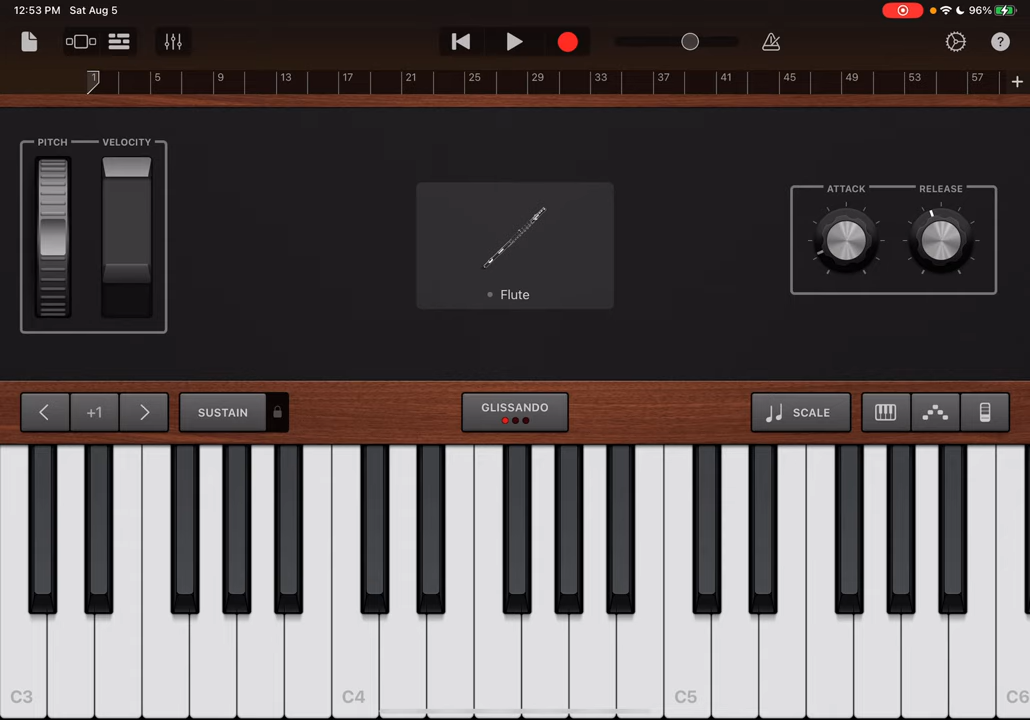 12:53 PM Sat Aug 5 96%
1 5 9 13 17 21 25 29 33 37 41 45 49 53 57 +
PITCH VELOCITY
ATTACK RELEASE
Flute
+1 SUSTAIN GLISSANDO SCALE
C3 C4 C5 C6